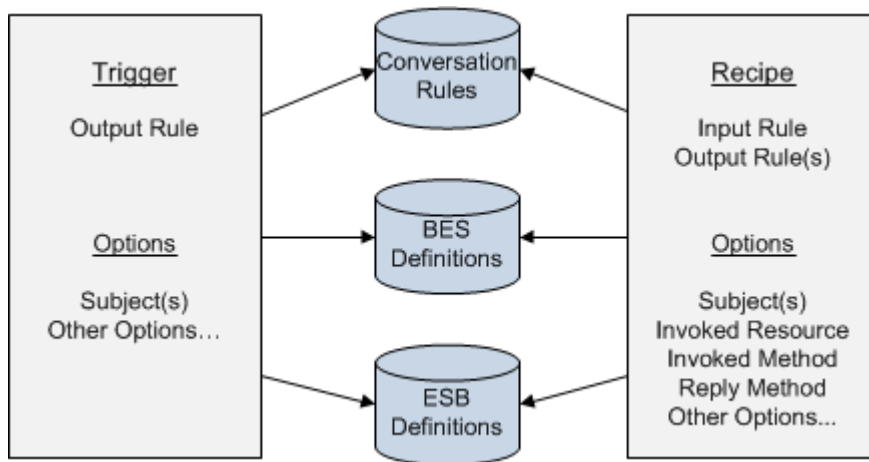 Trigger
Output Rule
Options
Subject(s)
Other Options…
Conversation
Rules
BES
Definitions
ESB
Definitions
Recipe
Input Rule
Output Rule(s)
Options
Subject(s)
Invoked Resource
Invoked Method
Reply Method
Other Options...